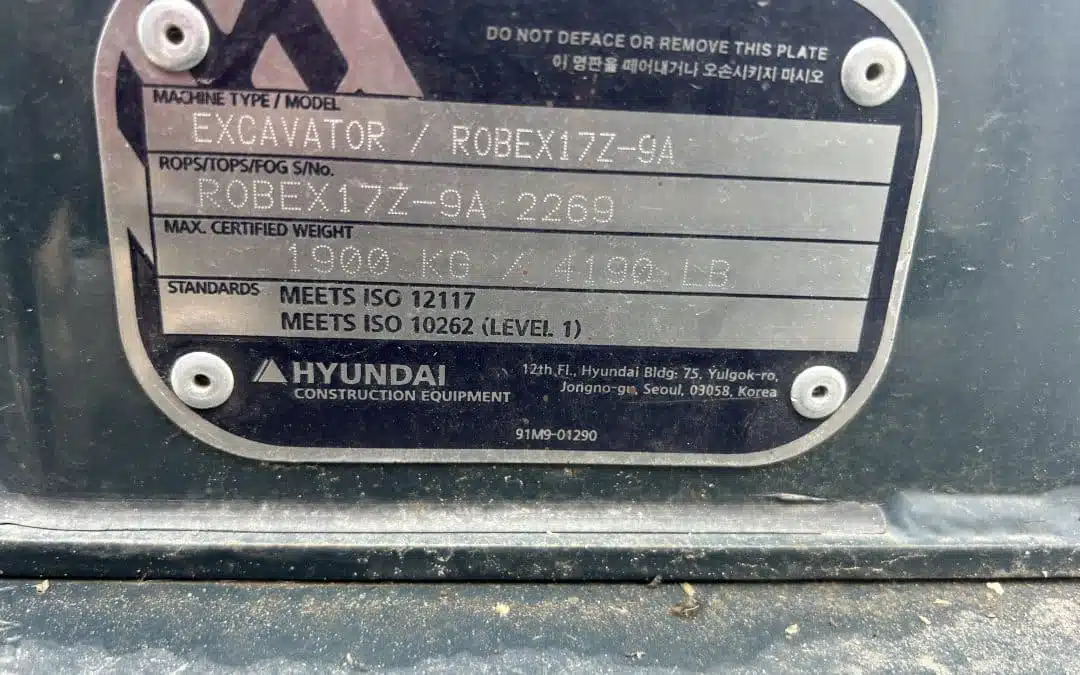 DO NOT DEFACE OR REMOVE THIS PLATE
이 명판을 떼어내거나 오손시키지 마시오
MACHINE TYPE / MODEL
EXCAVATOR / ROBEX17Z-9A
ROPS/TOPS/FOG S/No.
ROBEX17Z-9A 2269
MAX. CERTIFIED WEIGHT
1900 KG / 4190 LB
STANDARDS MEETS ISO 12117
MEETS ISO 10262 (LEVEL 1)
HYUNDAI
CONSTRUCTION EQUIPMENT
12th Fl., Hyundai Bldg: 75, Yulgok-ro,
Jongno-gu, Seoul, 03058, Korea
91M9-01290